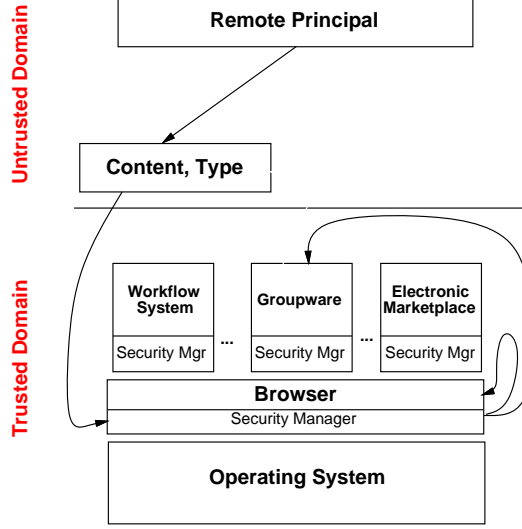 Untrusted Domain
Remote Principal
Content, Type
Trusted Domain
Workflow
System
Security Mgr
...
Groupware
Security Mgr
...
Electronic
Marketplace
Security Mgr
Browser
Security Manager
Operating System